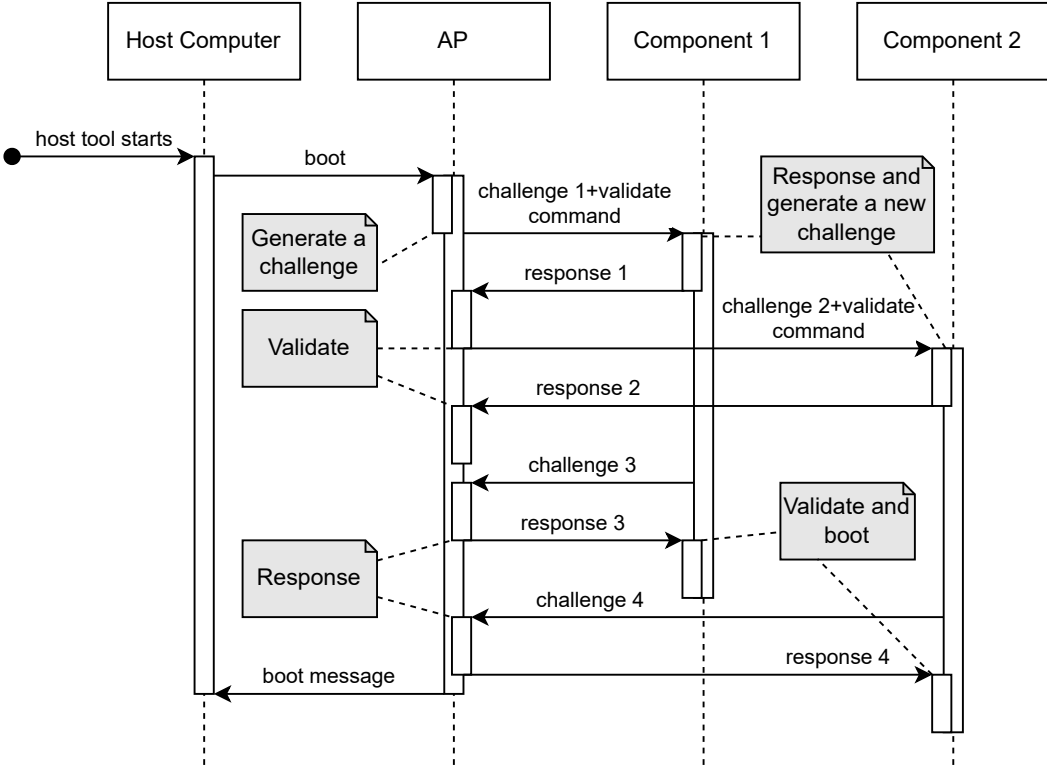 Host Computer
AP
Component 1
Component 2
host tool starts
boot
challenge 1+validate
command
Response and
generate a new
challenge
Generate a
challenge
response 1
challenge 2+validate
command
Validate
response 2
challenge 3
Validate and
boot
response 3
Response
challenge 4
response 4
boot message